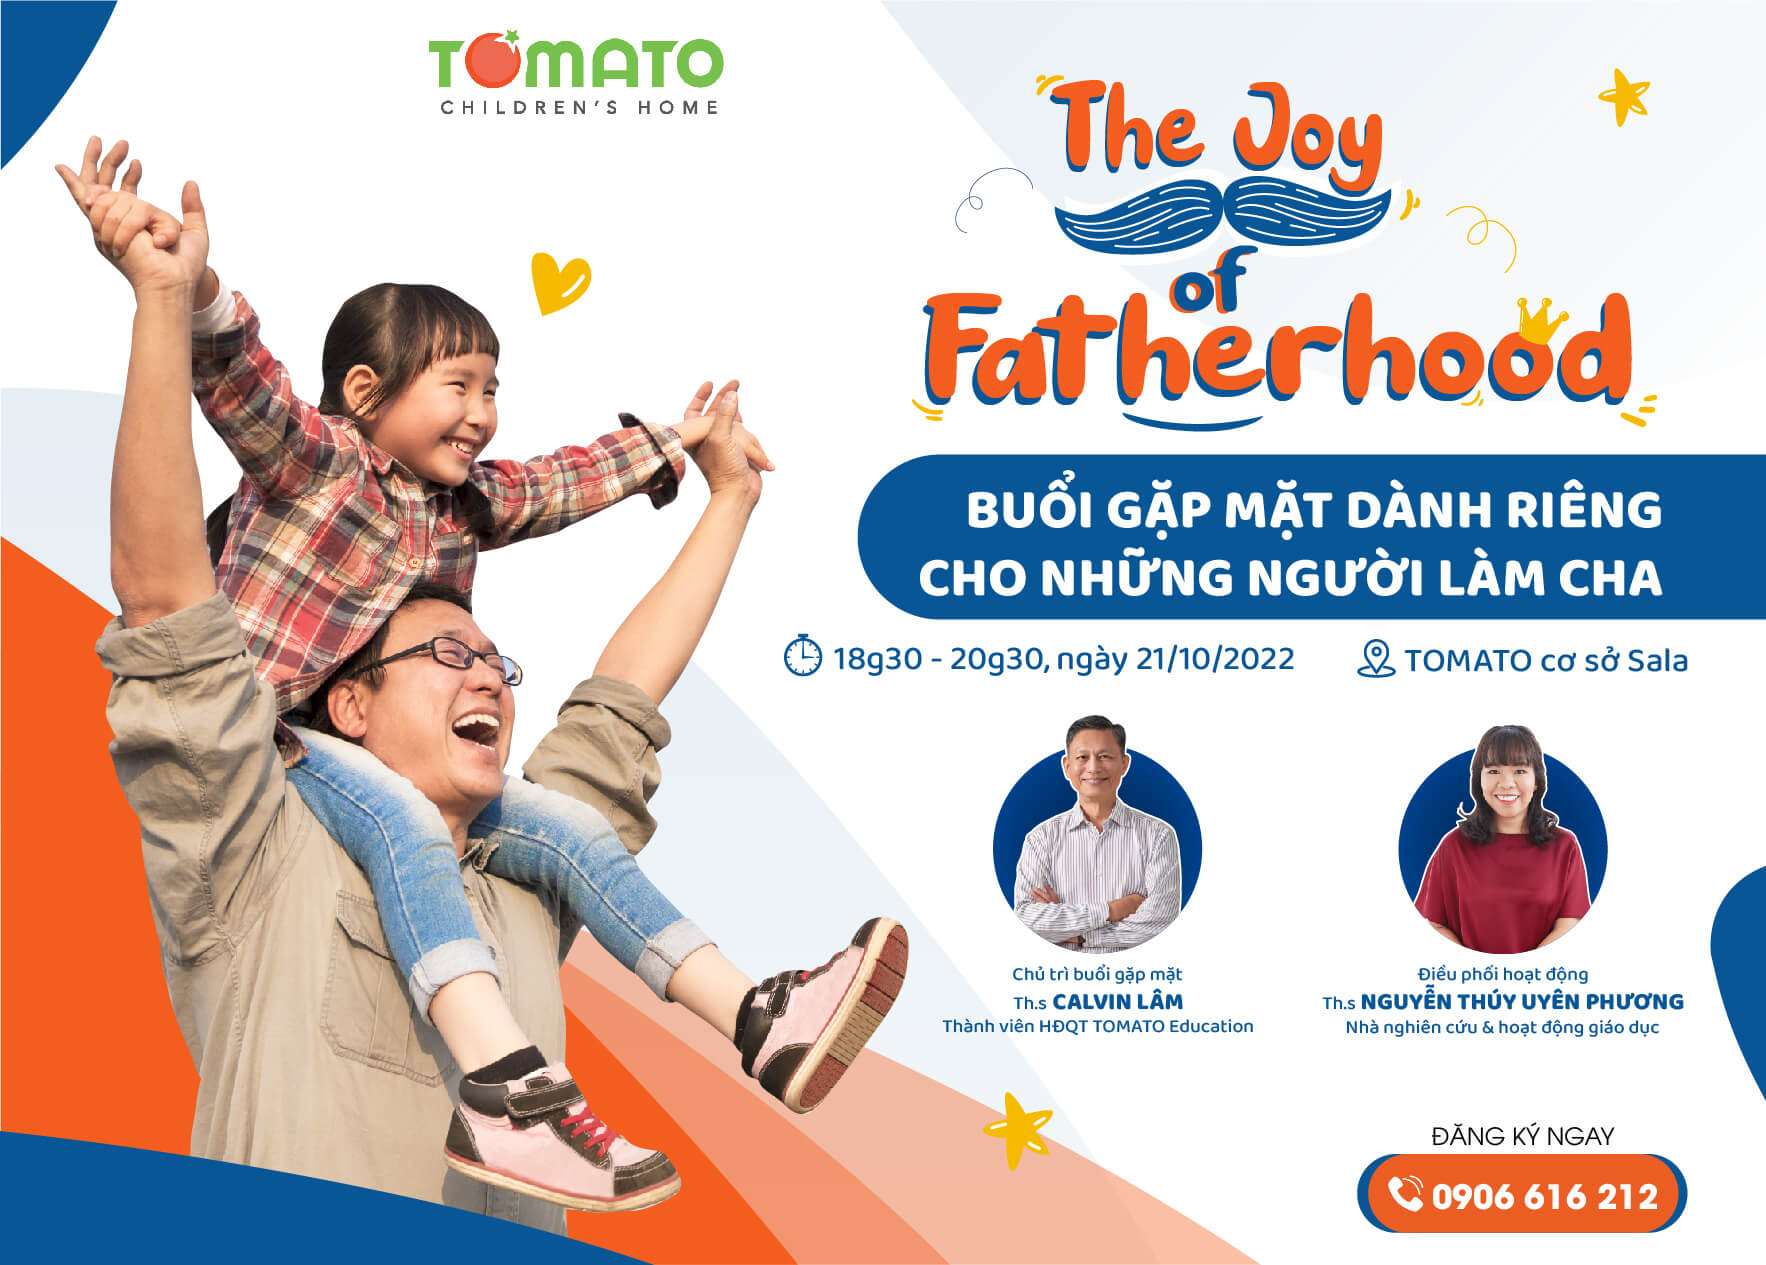 TOMATO
CHILDREN'S HOME
The Joy
of
Fatherhood
BUỔI GẶP MẶT DÀNH RIÊNG
CHO NHỮNG NGƯỜI LÀM CHA
18g30 - 20g30, ngày 21/10/2022
TOMATO cơ sở Sala
Chủ trì buổi gặp mặt
Th.s CALVIN LÂM
Thành viên HĐQT TOMATO Education
Điều phối hoạt động
Th.s NGUYỄN THÚY UYÊN PHƯƠNG
Nhà nghiên cứu & hoạt động giáo dục
ĐĂNG KÝ NGAY
0906 616 212